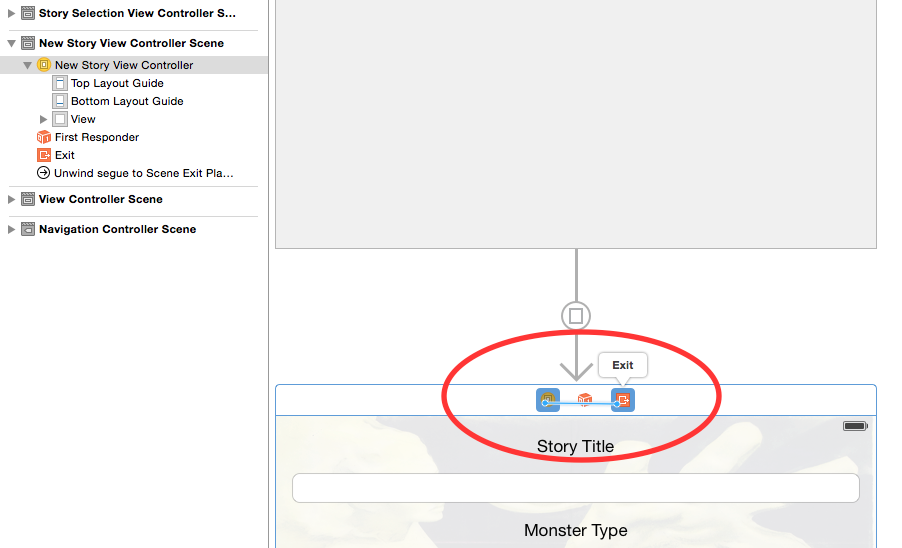 Story Selection View Controller S...
New Story View Controller Scene
New Story View Controller
Top Layout Guide
Bottom Layout Guide
View
First Responder
Exit
Unwind segue to Scene Exit Pla...
View Controller Scene
Navigation Controller Scene
Exit
Story Title
Monster Type